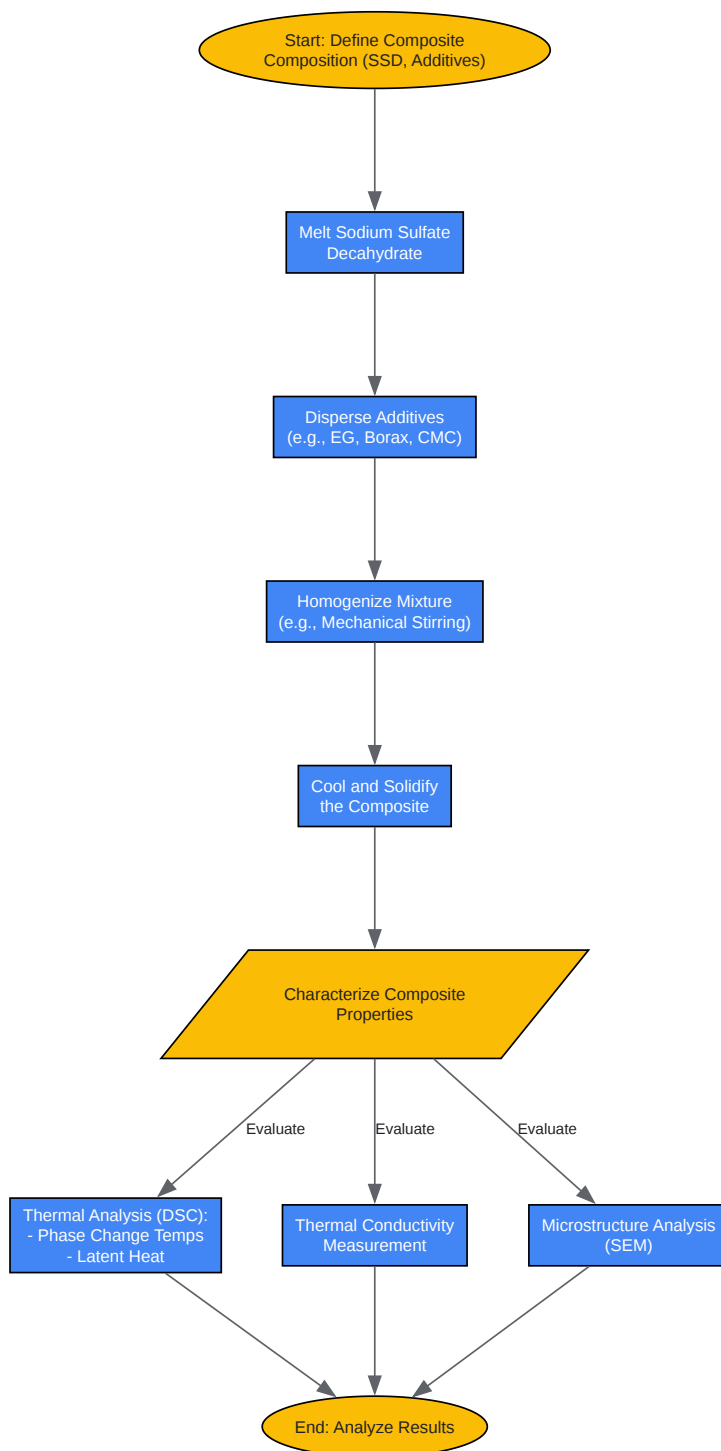 Start: Define Composite
Composition (SSD, Additives)
Melt Sodium Sulfate
Decahydrate
Disperse Additives
(e.g., EG, Borax, CMC)
Homogenize Mixture
(e.g., Mechanical Stirring)
Cool and Solidify
the Composite
Characterize Composite
Properties
Evaluate
Evaluate
Evaluate
Thermal Analysis (DSC):
- Phase Change Temps
- Latent Heat
Thermal Conductivity
Measurement
Microstructure Analysis
(SEM)
End: Analyze Results